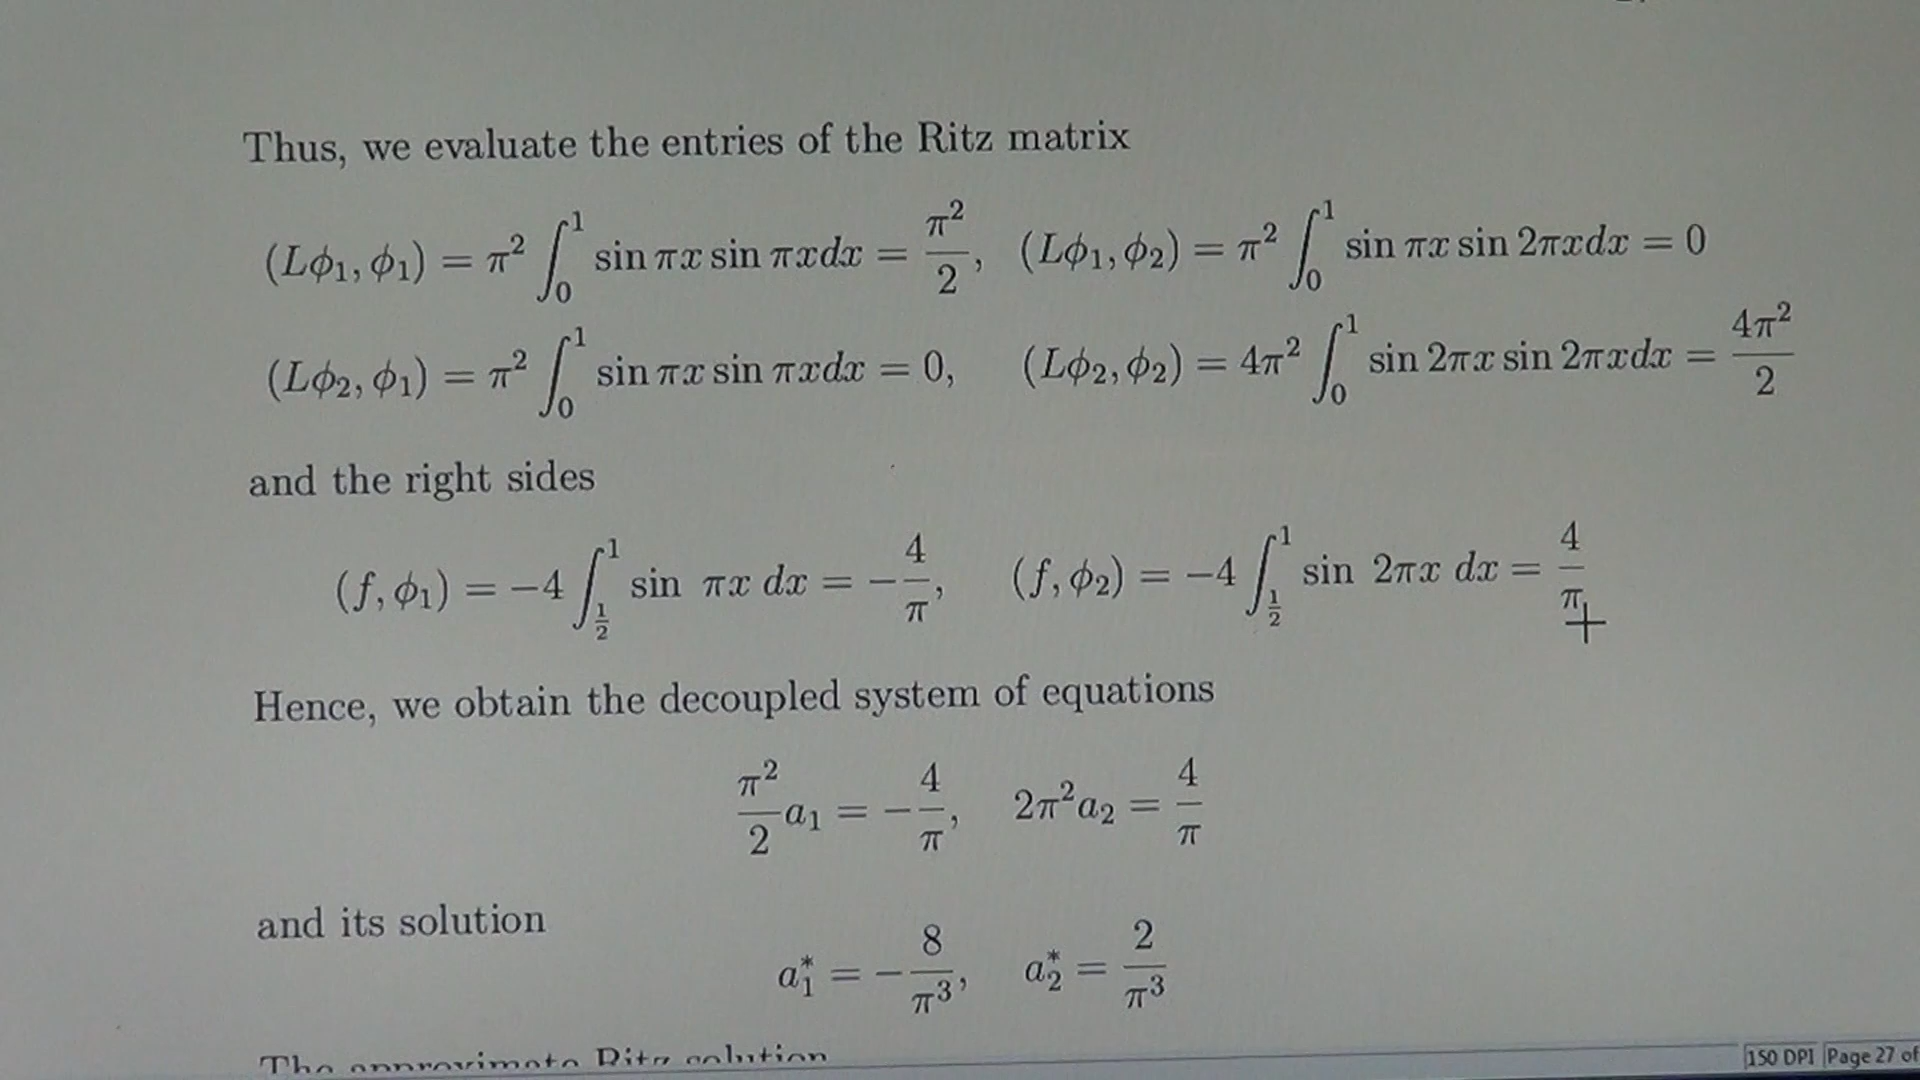 Thus, we evaluate the entries of the Ritz matrix
(Lϕ₁, ϕ₁) = π² ∫₀¹ sin πx sin πxdx = π²/2, (Lϕ₁, ϕ₂) = π² ∫₀¹ sin πx sin 2πxdx = 0
(Lϕ₂, ϕ₁) = π² ∫₀¹ sin πx sin πxdx = 0, (Lϕ₂, ϕ₂) = 4π² ∫₀¹ sin 2πx sin 2πxdx = 4π²/2
and the right sides
(f, ϕ₁) = −4 ∫_{1/2}^1 sin πx dx = −4/π, (f, ϕ₂) = −4 ∫_{1/2}^1 sin 2πx dx = 4/π
Hence, we obtain the decoupled system of equations
π²/2 a₁ = −4/π, 2π²a₂ = 4/π
and its solution
a₁* = −8/π³, a₂* = 2/π³
The approximate Ritz solution
150 DPI Page 27 of